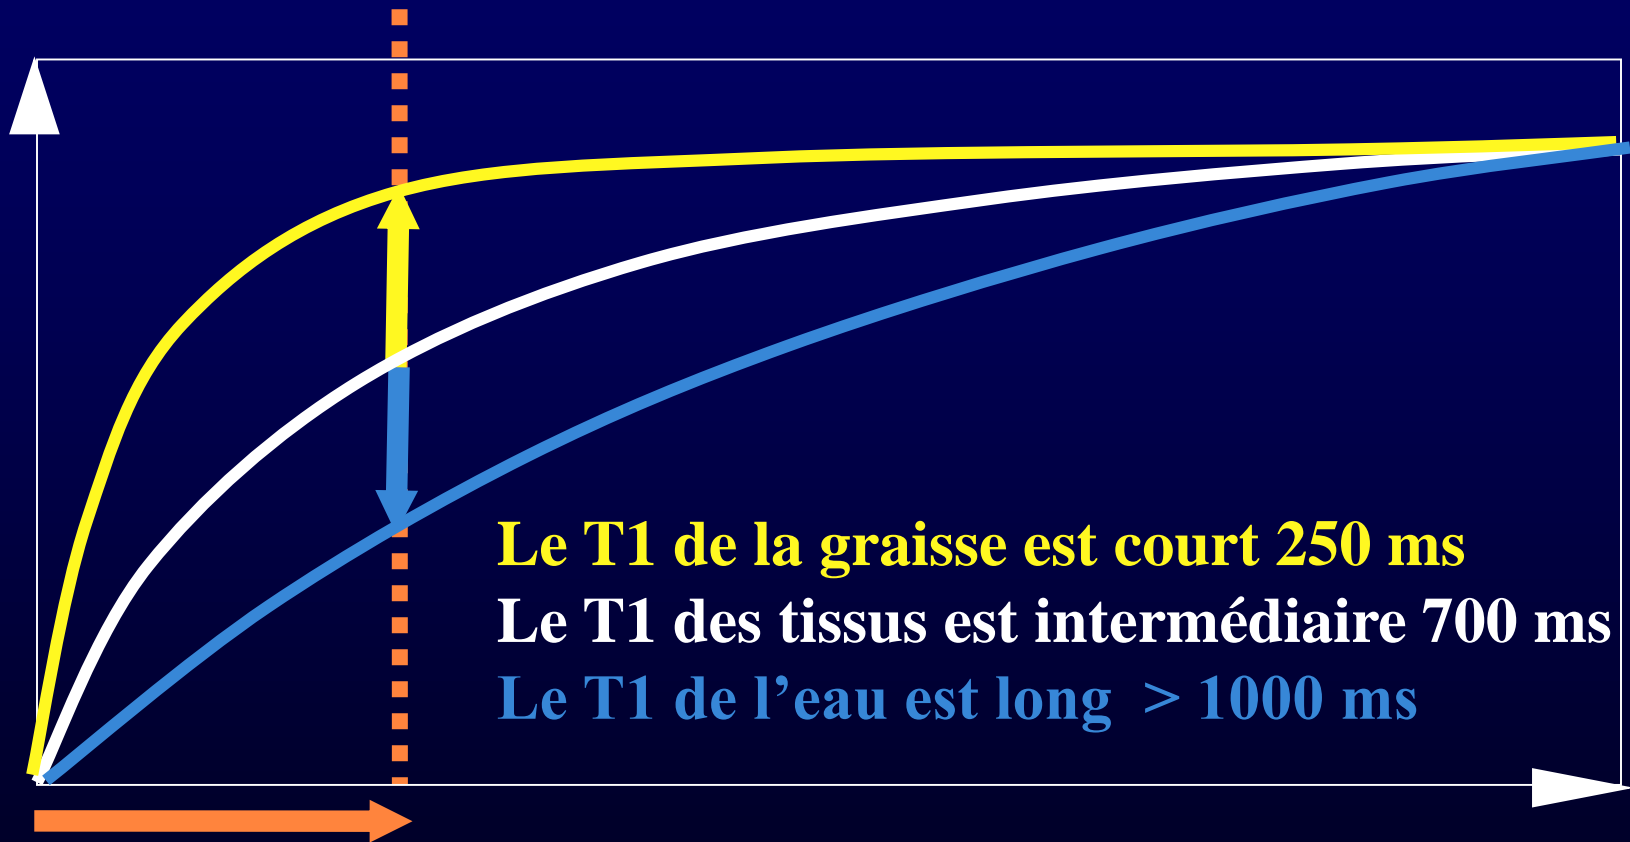 Le T1 de la graisse est court 250 ms
Le T1 des tissus est intermédiaire 700 ms
Le T1 de l’eau est long  > 1000 ms